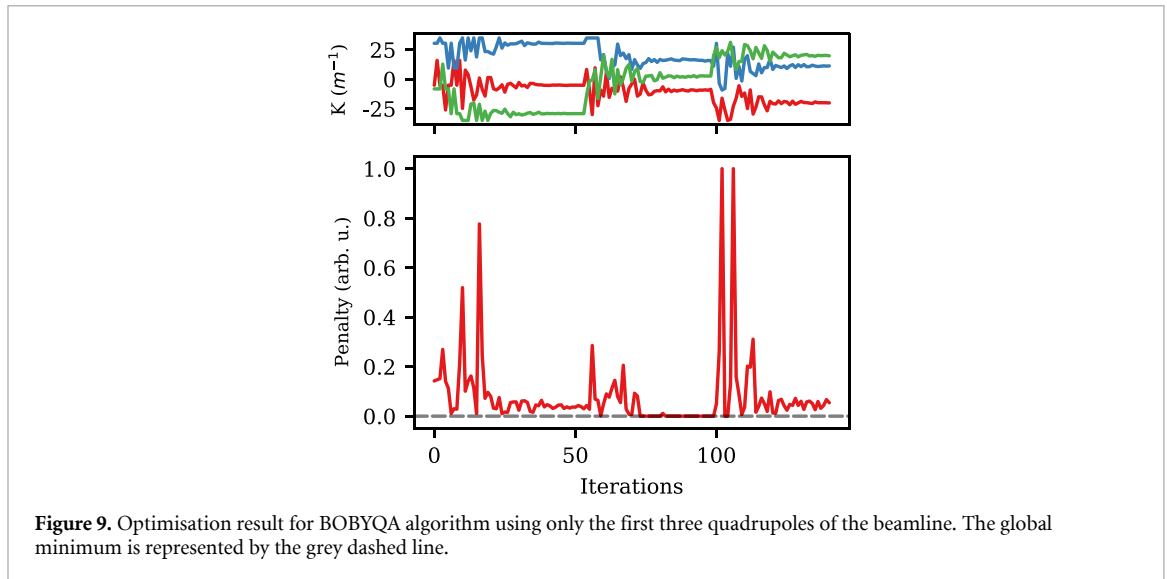 K (m⁻¹)
25
0
-25
Penalty (arb. u.)
1.0
0.8
0.6
0.4
0.2
0.0
0 50 100
Iterations
Figure 9. Optimisation result for BOBYQA algorithm using only the first three quadrupoles of the beamline. The global
minimum is represented by the grey dashed line.